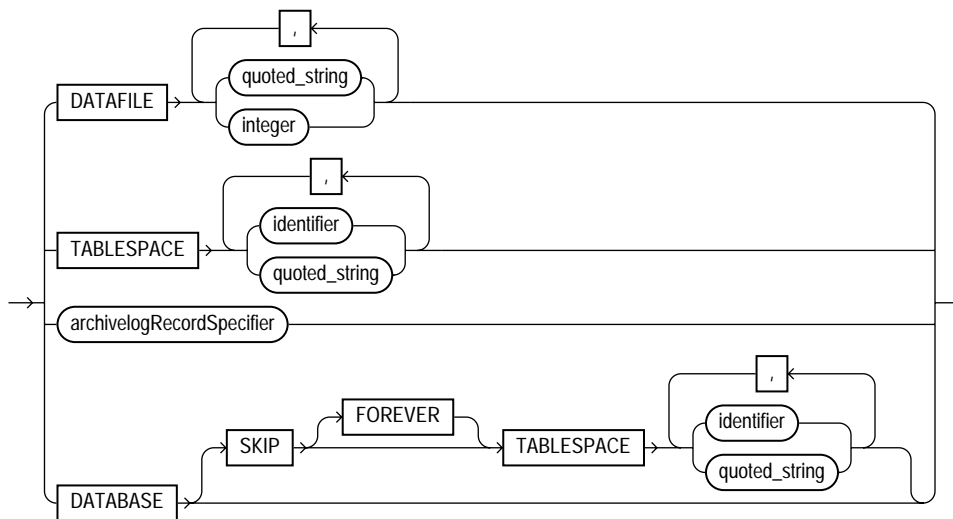 ,
quoted_string
DATAFILE
integer
,
identifier
TABLESPACE
quoted_string
archivelogRecordSpecifier
,
FOREVER
identifier
SKIP
TABLESPACE
quoted_string
DATABASE